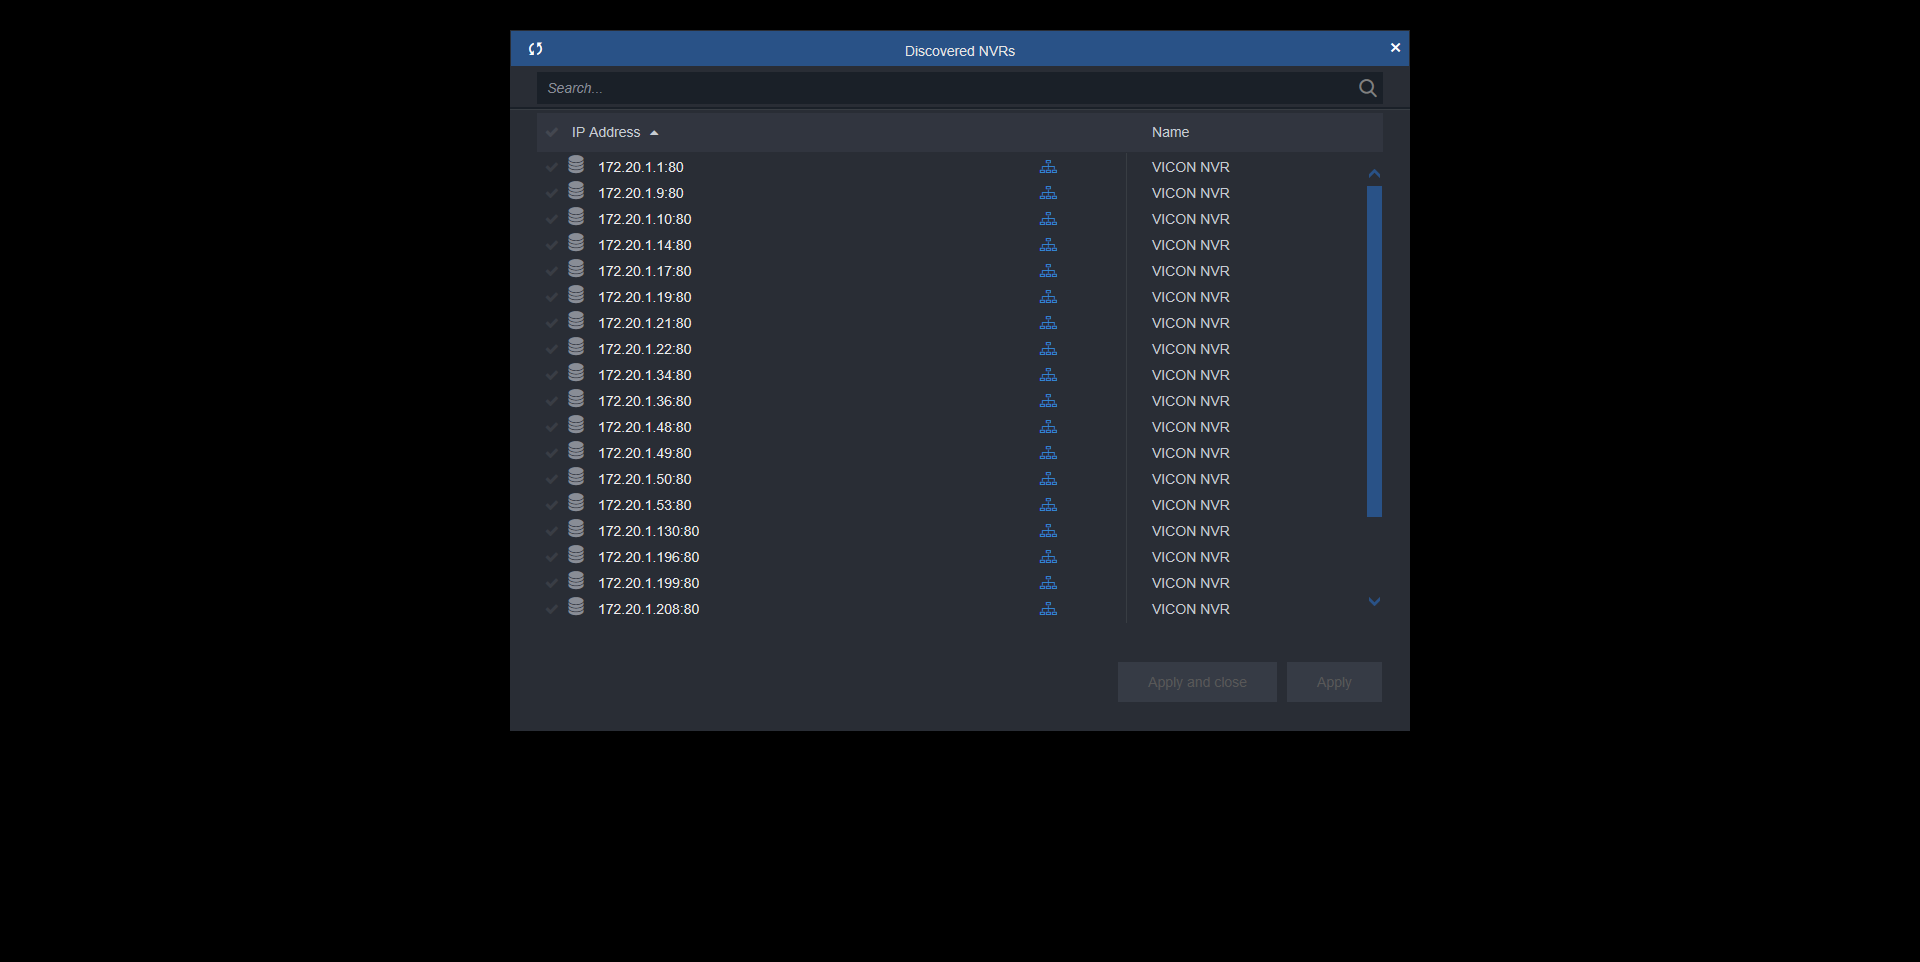 Discovered NVRs
Search...
IP Address Name
172.20.1.1:80 VICON NVR
172.20.1.9:80 VICON NVR
172.20.1.10:80 VICON NVR
172.20.1.14:80 VICON NVR
172.20.1.17:80 VICON NVR
172.20.1.19:80 VICON NVR
172.20.1.21:80 VICON NVR
172.20.1.22:80 VICON NVR
172.20.1.34:80 VICON NVR
172.20.1.36:80 VICON NVR
172.20.1.48:80 VICON NVR
172.20.1.49:80 VICON NVR
172.20.1.50:80 VICON NVR
172.20.1.53:80 VICON NVR
172.20.1.130:80 VICON NVR
172.20.1.196:80 VICON NVR
172.20.1.199:80 VICON NVR
172.20.1.208:80 VICON NVR
Apply and close Apply